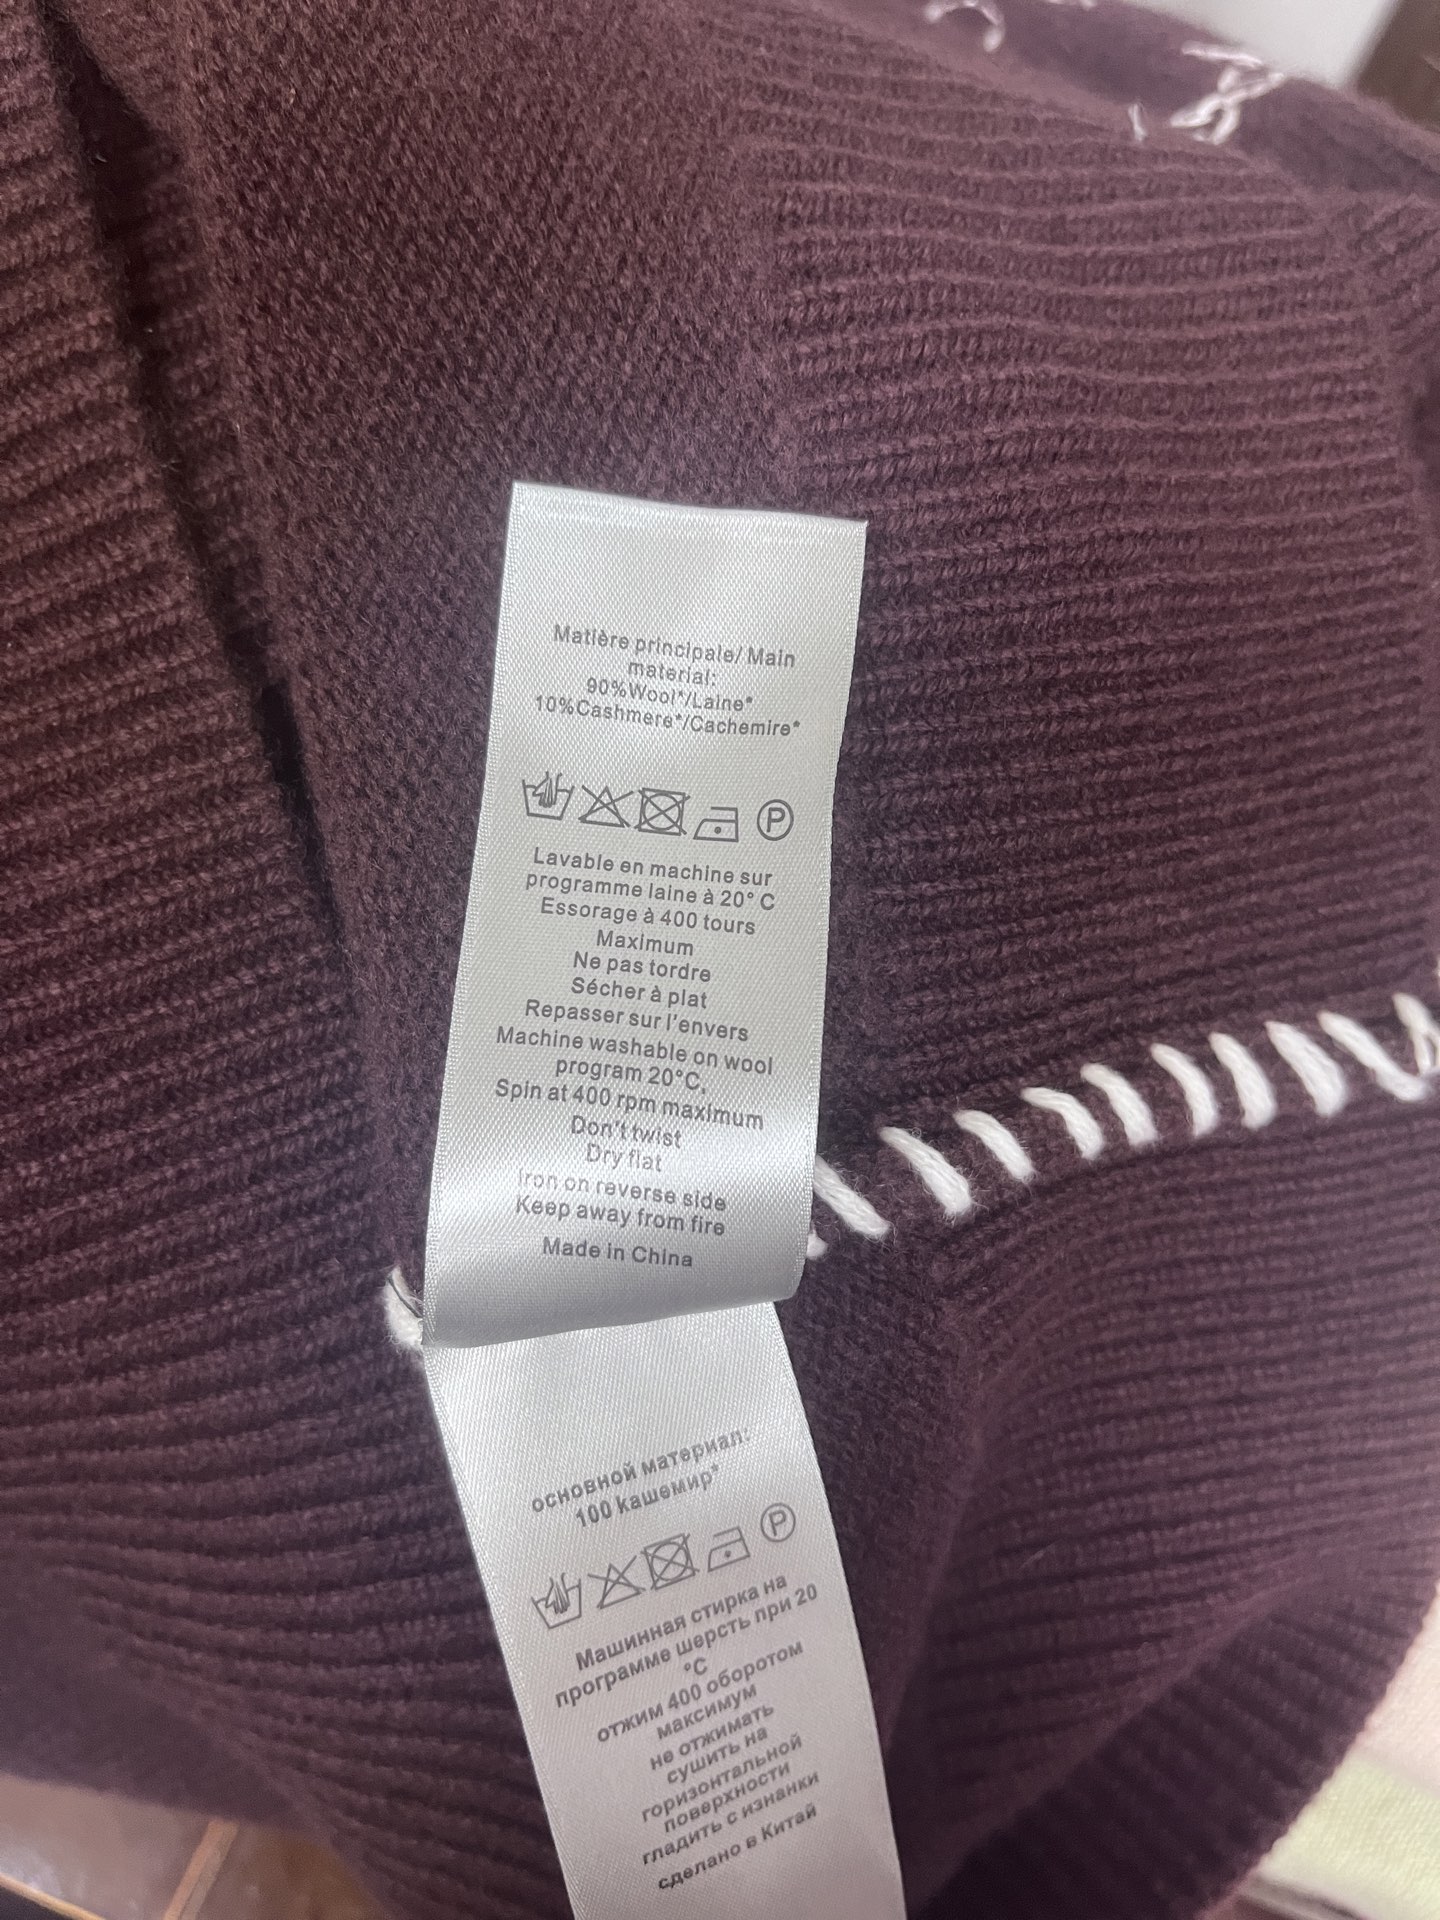 Matière principale/ Main
material:
90%Wool*/Laine*
10%Cashmere*/Cachemire*
P
Lavable en machine sur
programme laine à 20° C
Essorage à 400 tours
Maximum
Ne pas tordre
Sécher à plat
Repasser sur l'envers
Machine washable on wool
program 20°C,
Spin at 400 rpm maximum
Don't twist
Dry flat
Iron on reverse side
Keep away from fire
Made in China
основной материал:
100 кашемир*
P
Машинная стирка на
программе шерсть при 20
°C
отжим 400 оборотом
максимум
не отжимать
сушить на
горизонтальной
поверхности
гладить с изнанки
сделано в Китай